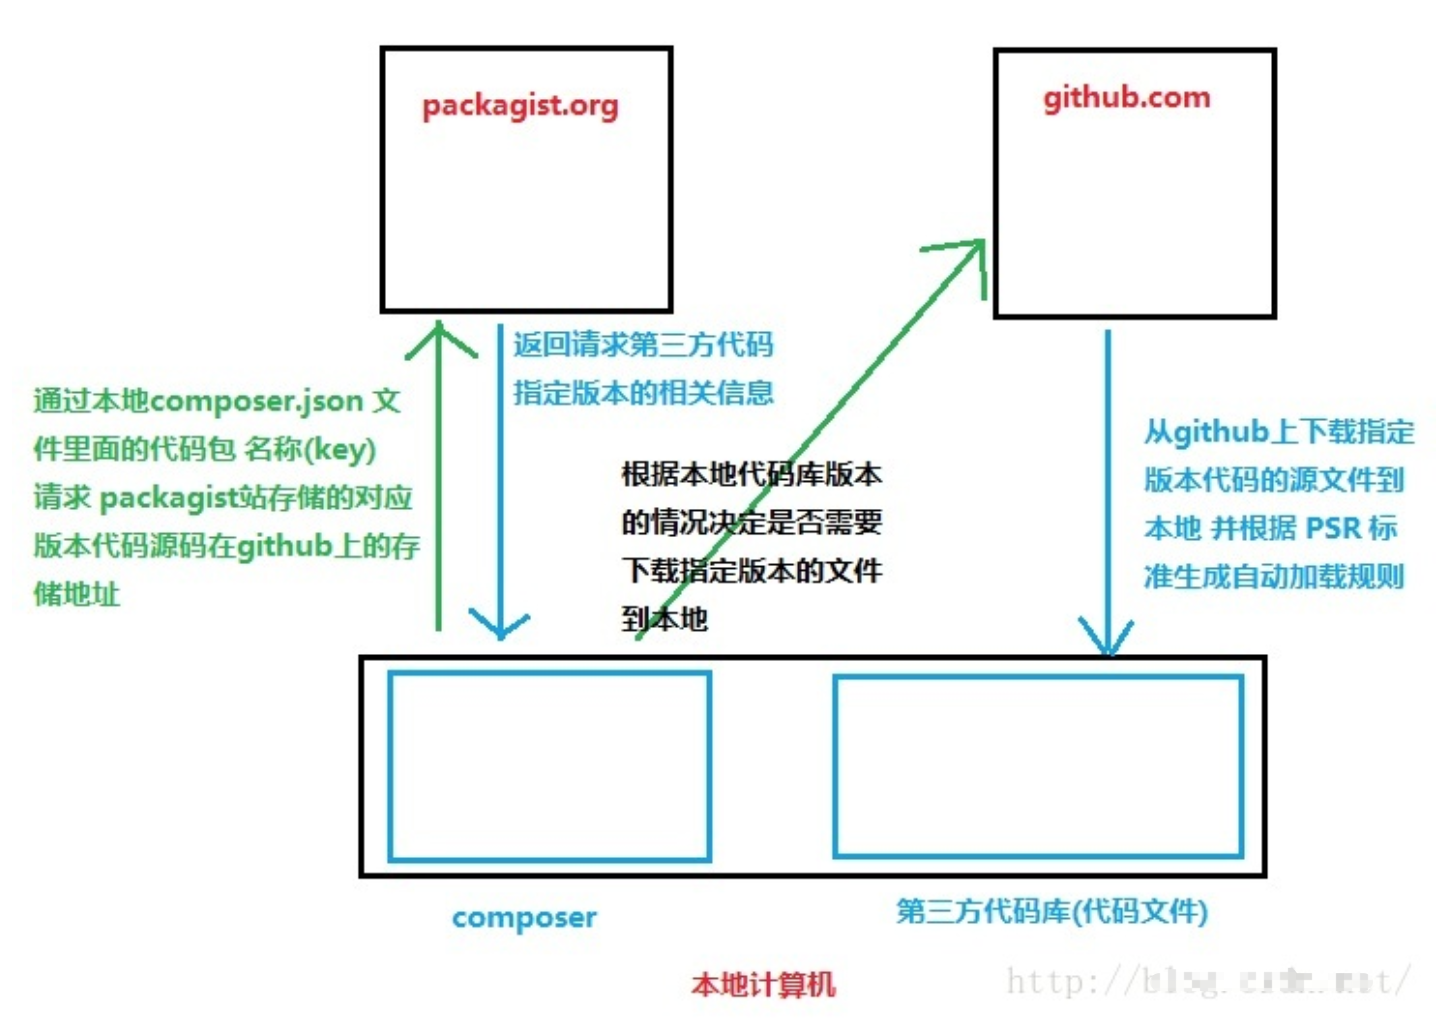 packagist.org
github.com
返回请求第三方代码
指定版本的相关信息
通过本地composer.json 文
件里面的代码包 名称(key)
请求 packagist站存储的对应
版本代码源码在github上的存
储地址
根据本地代码库版本
的情况决定是否需要
下载指定版本的文件
到本地
从github上下载指定
版本代码的源文件到
本地 并根据 PSR 标
准生成自动加载规则
composer
第三方代码库(代码文件)
本地计算机